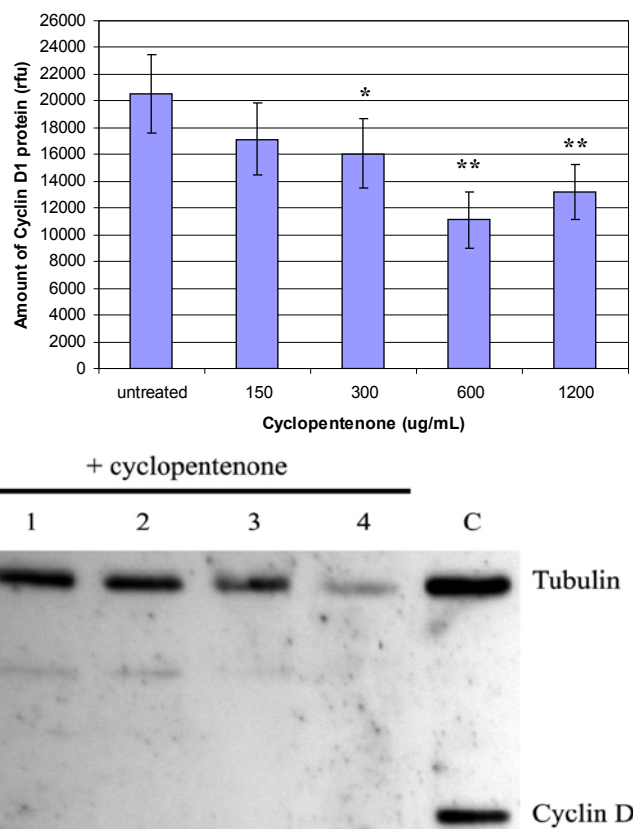 26000
24000
22000
20000
18000
16000
14000
12000
10000
8000
6000
4000
2000
0
Amount of Cyclin D1 protein (rfu)
*
**
**
untreated 150 300 600 1200
Cyclopentenone (ug/mL)
+ cyclopentenone
1 2 3 4 C
Tubulin
Cyclin D